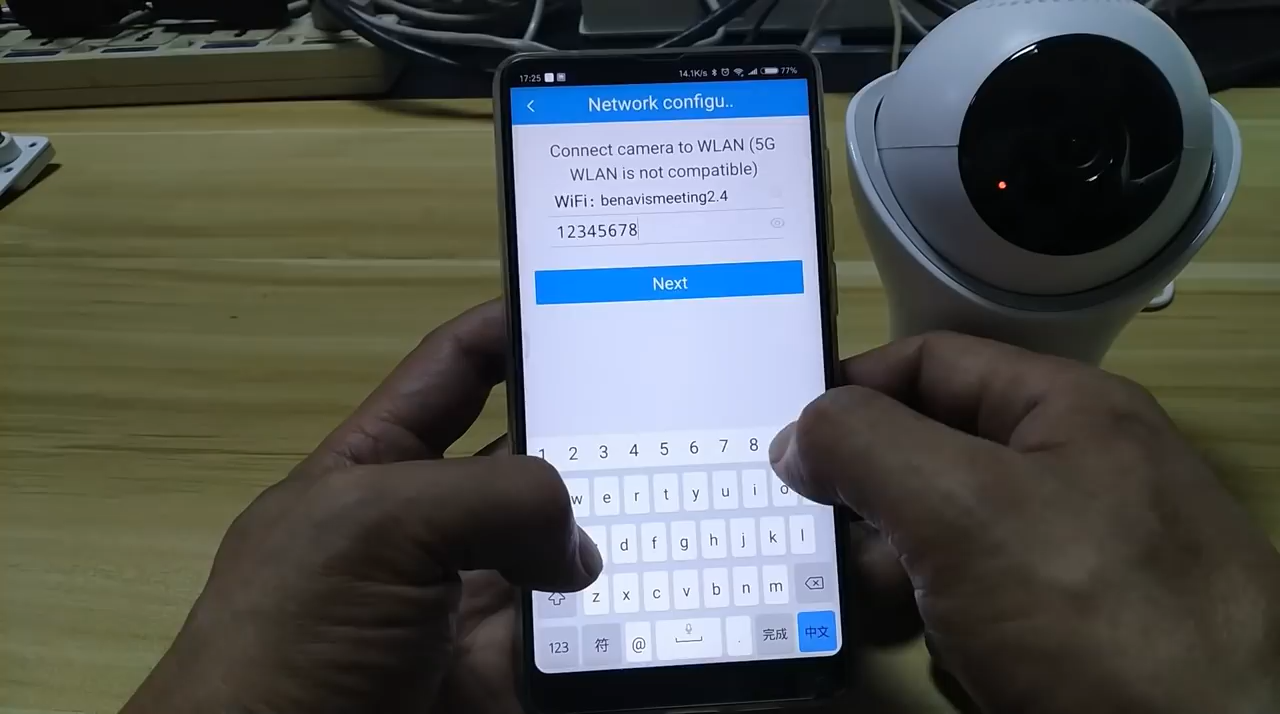 17:25 14.1K/s 77%
Network configu..
Connect camera to WLAN (5G
WLAN is not compatible)
WiFi: benavismeeting2.4
12345678
Next
1 2 3 4 5 6 7 8
w e r t y u i o
d f g h j k l
z x c v b n m
123 符 @ . 完成 中文